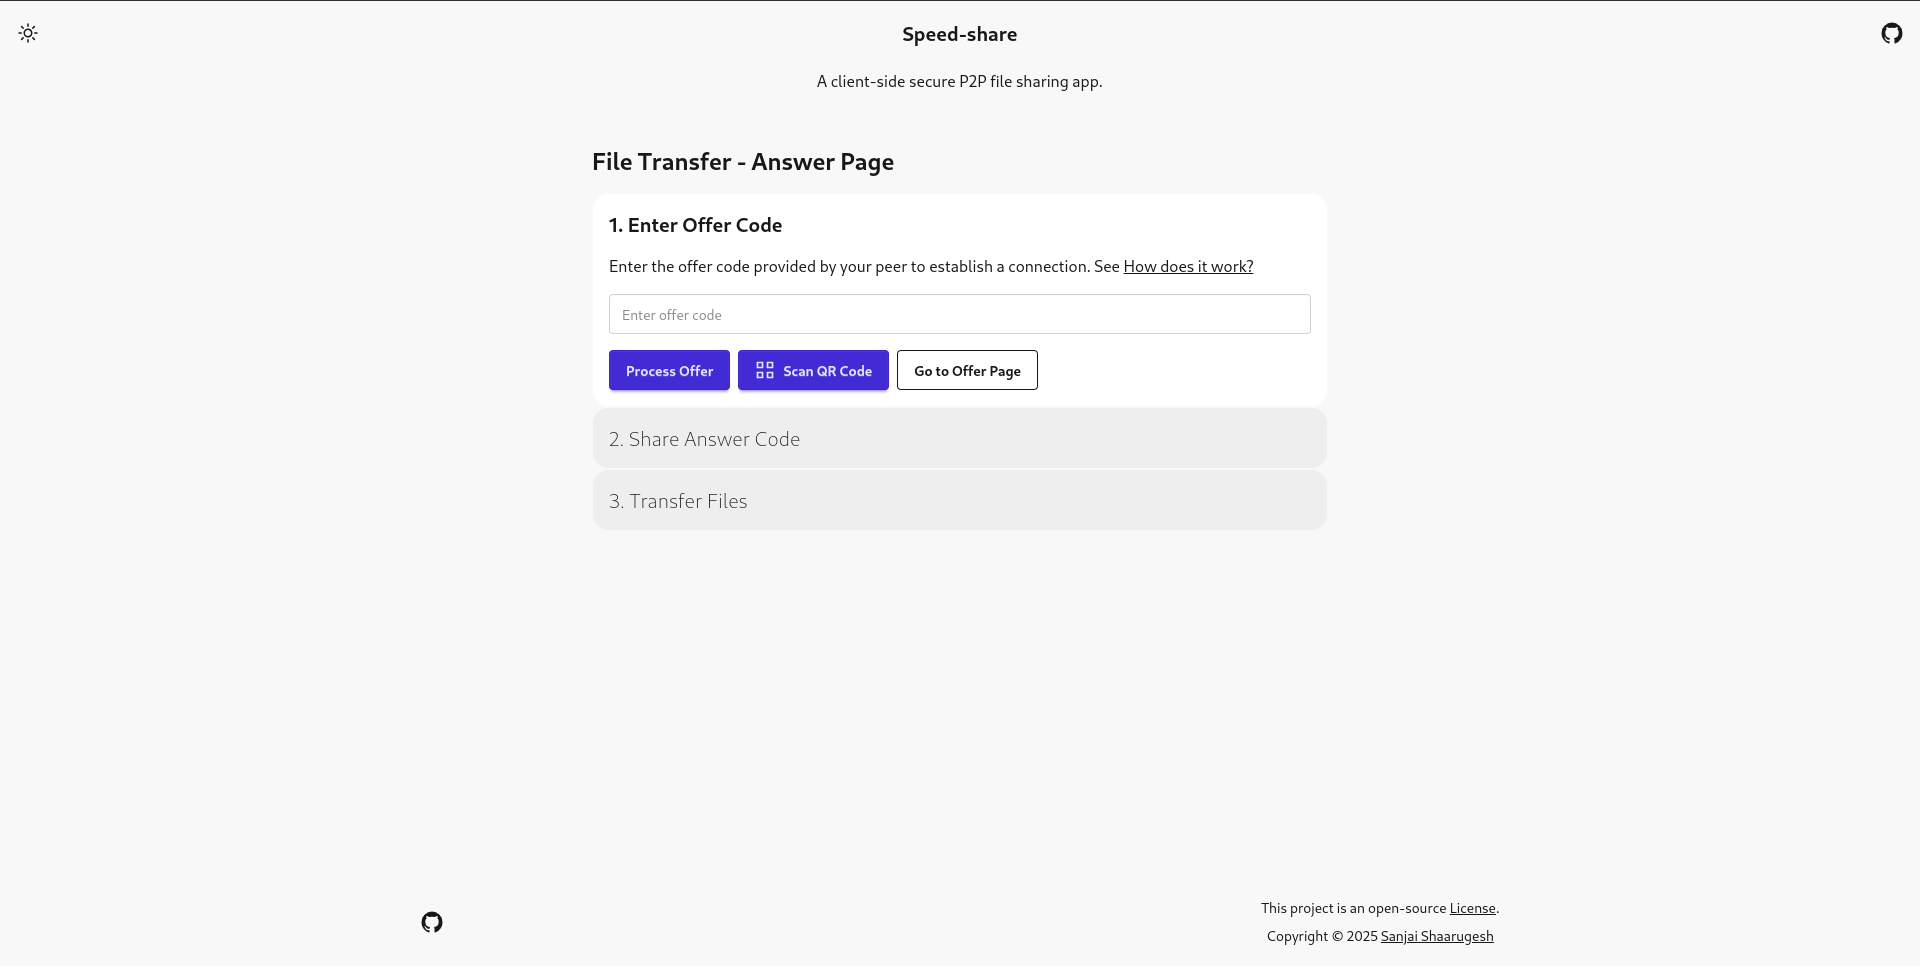 Speed-share
A client-side secure P2P file sharing app.
File Transfer - Answer Page
1. Enter Offer Code
Enter the offer code provided by your peer to establish a connection. See How does it work?
Enter offer code
Process Offer
Scan QR Code
Go to Offer Page
2. Share Answer Code
3. Transfer Files
This project is an open-source License.
Copyright © 2025 Sanjai Shaarugesh